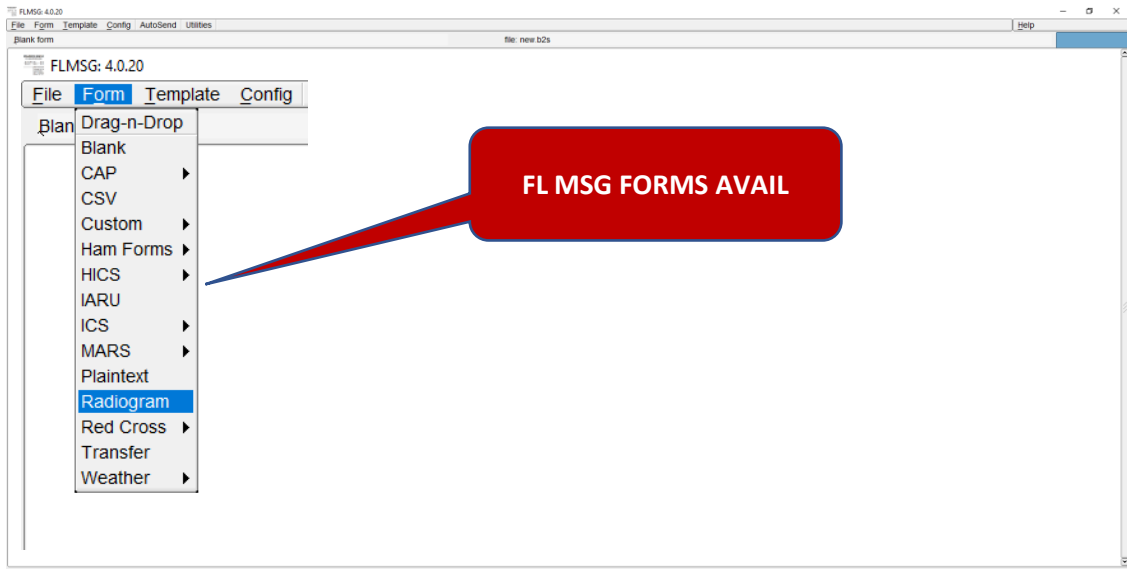 FLMSG: 4.0.20
File Form Template Config AutoSend Utilities Help
Blank form file: new.b2s
FLMSG: 4.0.20
File Form Template Config
Blan
Drag-n-Drop
Blank
CAP
CSV
Custom
Ham Forms
HICS
IARU
ICS
MARS
Plaintext
Radiogram
Red Cross
Transfer
Weather
FL MSG FORMS AVAIL